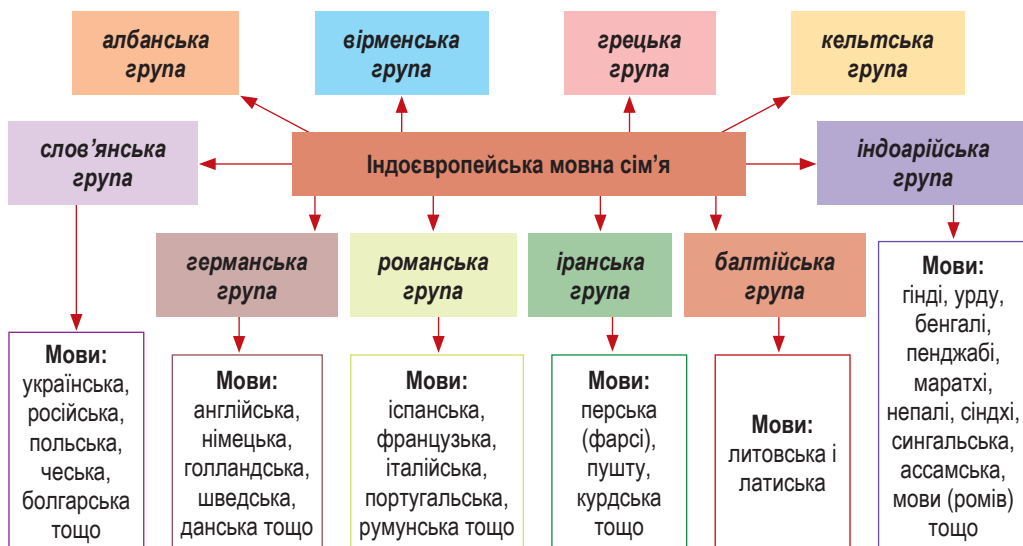 албанська
група
вірменська
група
грецька
група
кельтська
група
слов’янська
група
Індоєвропейська мовна сім’я
індоарійська
група
германська
група
романська
група
іранська
група
балтійська
група
Мови:
українська,
російська,
польська,
чеська,
болгарська
тощо
Мови:
англійська,
німецька,
голландська,
шведська,
данська тощо
Мови:
іспанська,
французька,
італійська,
португальська,
румунська тощо
Мови:
перська
(фарсі),
пушту,
курдська
тощо
Мови:
литовська і
латиська
Мови:
гінді, урду,
бенгалі,
пенджабі,
маратхі,
непалі, сіндхі,
сингальська,
ассамська,
мови (ромів)
тощо